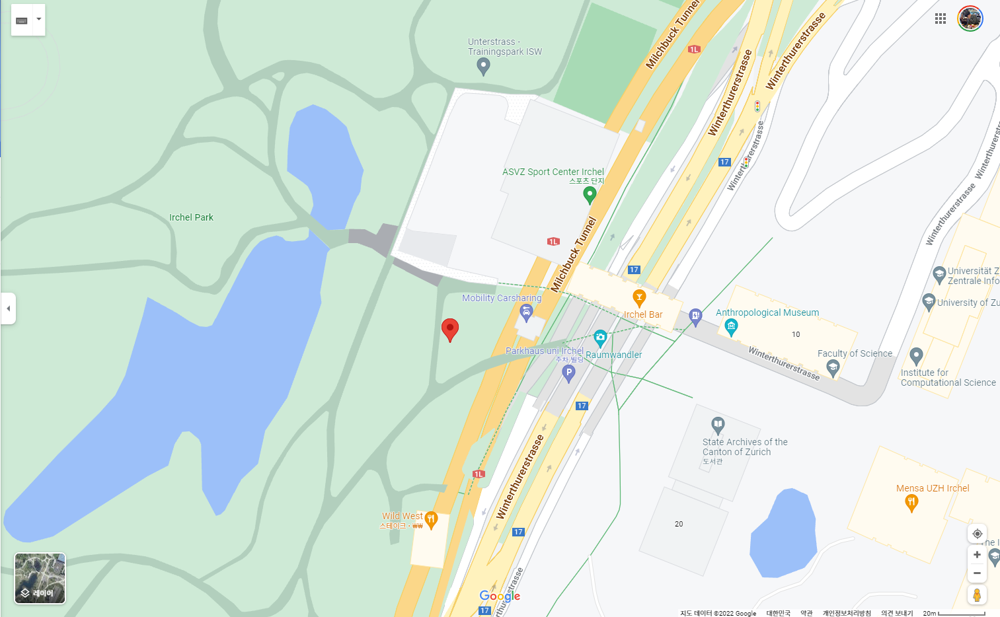 Unterstrass -
Trainingspark ISW
Milchbuck Tunnel
1L
Winterthurerstrasse
Winterthurerstrasse
Winterthurerstrasse
17
Winterthurerstrasse
Winterthurerstrasse
ASVZ Sport Center Irchel
스포츠 단지
Irchel Park
1L
Milchbuck Tunnel
17
Universität Z
Zentrale Info
Mobility Carsharing
University of Zu
Irchel Bar
Anthropological Museum
10
Parkhaus uni Irchel
주차 빌딩
Raumwandler
Winterthurerstrasse
Faculty of Science
Institute for
Computational Science
17
State Archives of the
Canton of Zürich
도서관
1L
Winterthurerstrasse
Mensa UZH Irchel
Wild West
스테이크 · ₩₩
17
20
The I
레이어
P
Google
17
지도 데이터 ©2022 Google 대한민국 약관 개인정보처리방침 의견 보내기 20m